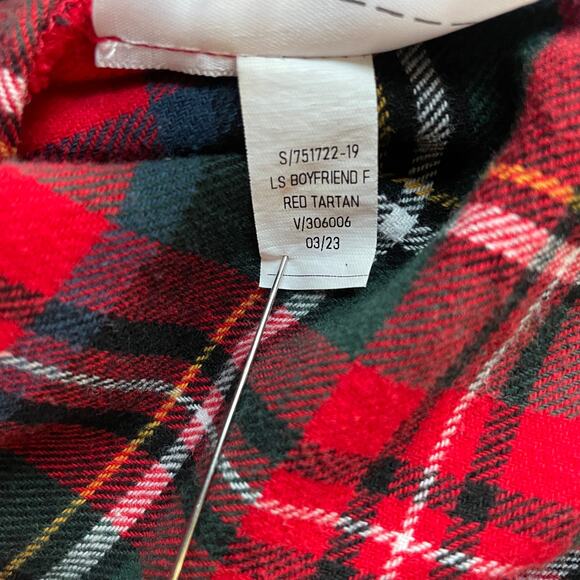 S/751722-19
LS BOYFRIEND F
RED TARTAN
V/306006
03/23